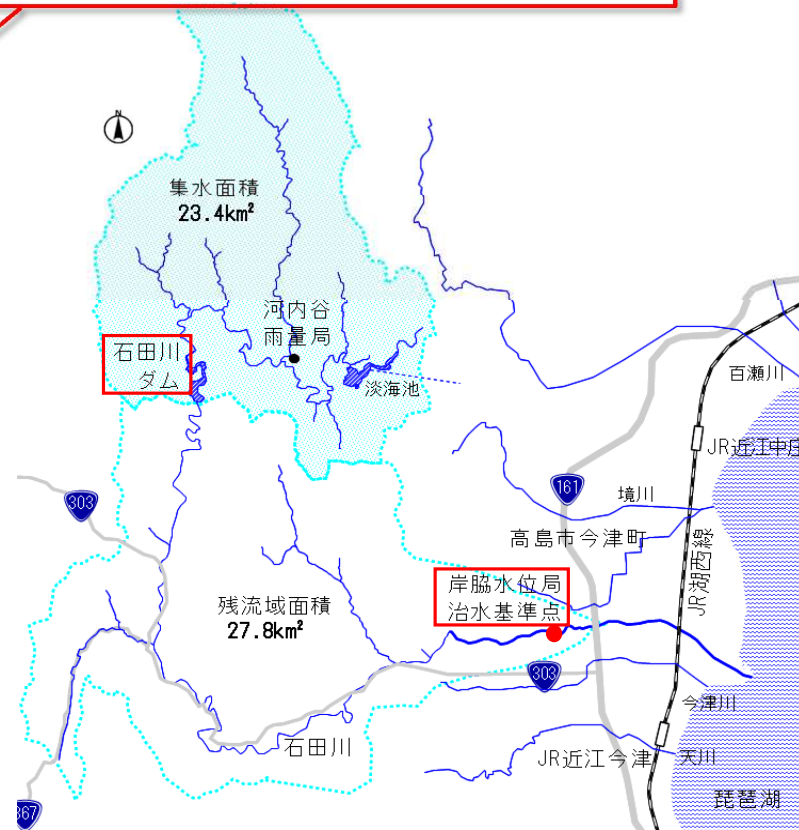 N
集水面積
23.4km²
河内谷
雨量局
石田川
ダム
淡海池
百瀬川
JR近江中庄
303
161
境川
高島市今津町
JR湖西線
岸脇水位局
治水基準点
残流域面積
27.8km²
303
今津川
石田川
JR近江今津
天川
琵琶湖
367